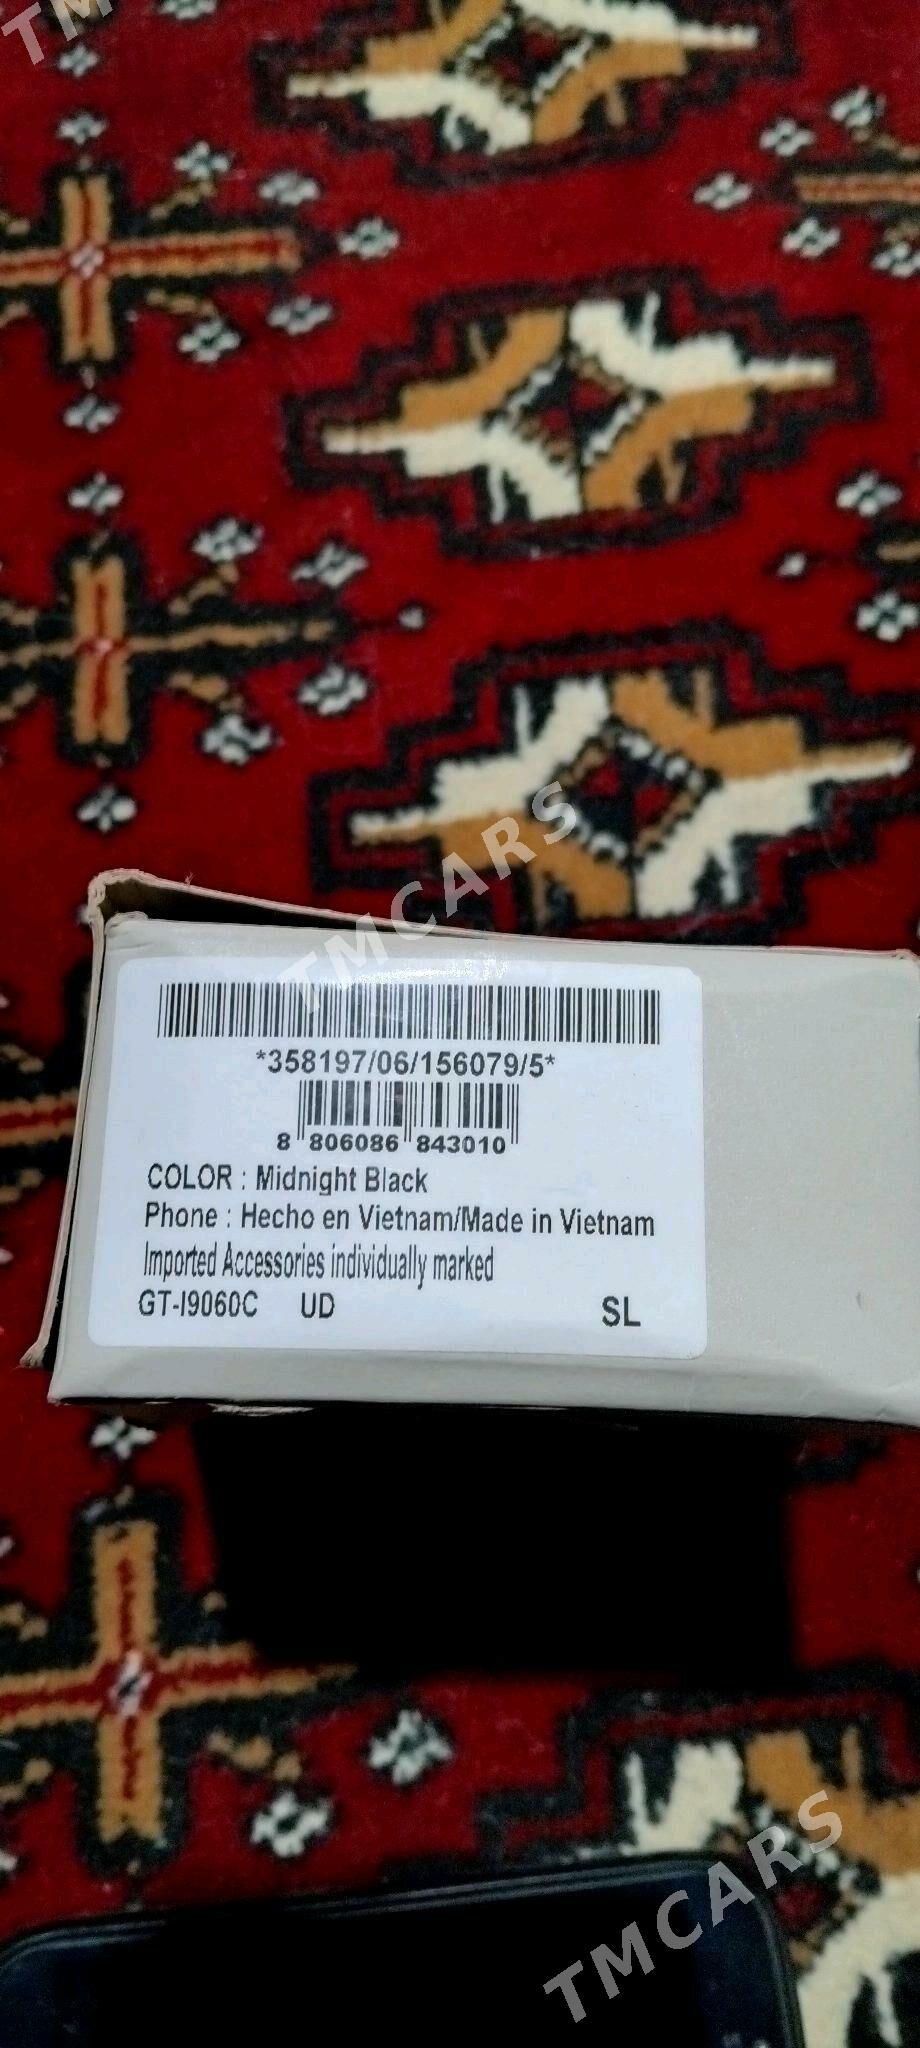 TM
TMCARS
*358197/06/156079/5*
8 806086 843010
COLOR : Midnight Black
Phone : Hecho en Vietnam/Made in Vietnam
Imported Accessories individually marked
GT-I9060C UD SL
TMCARS